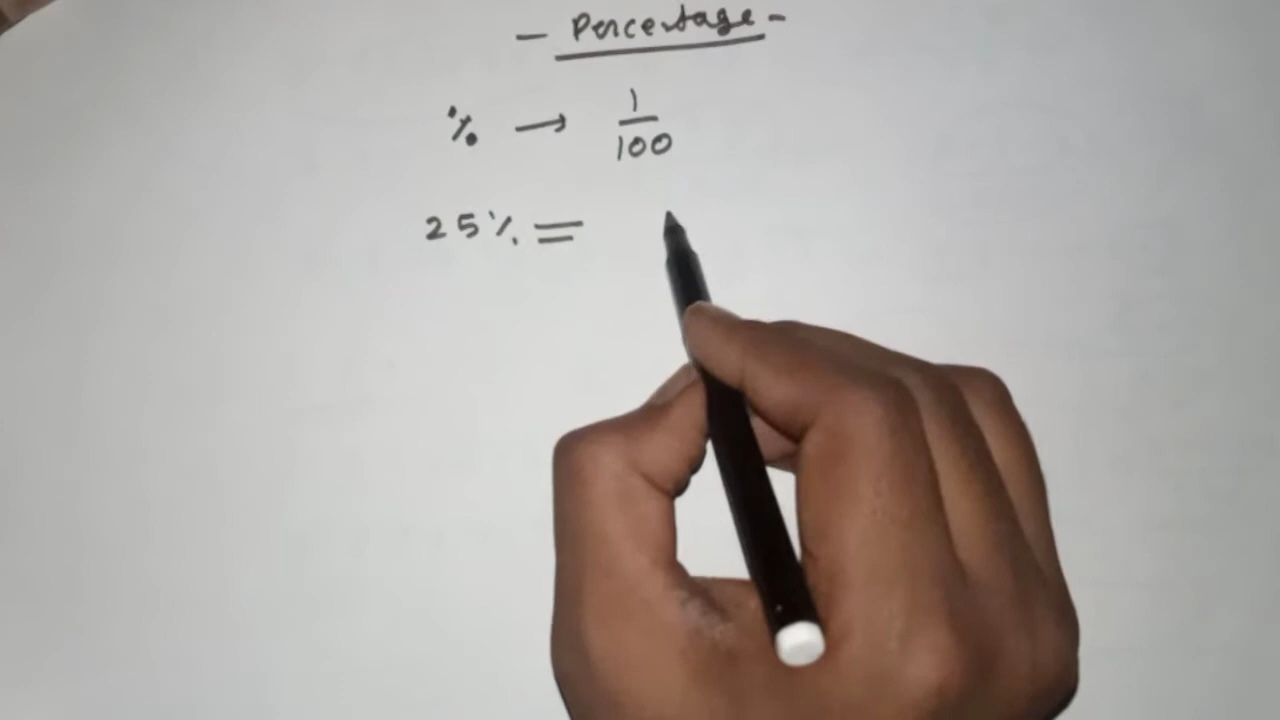 - Percentage -
% → 1/100
25% =